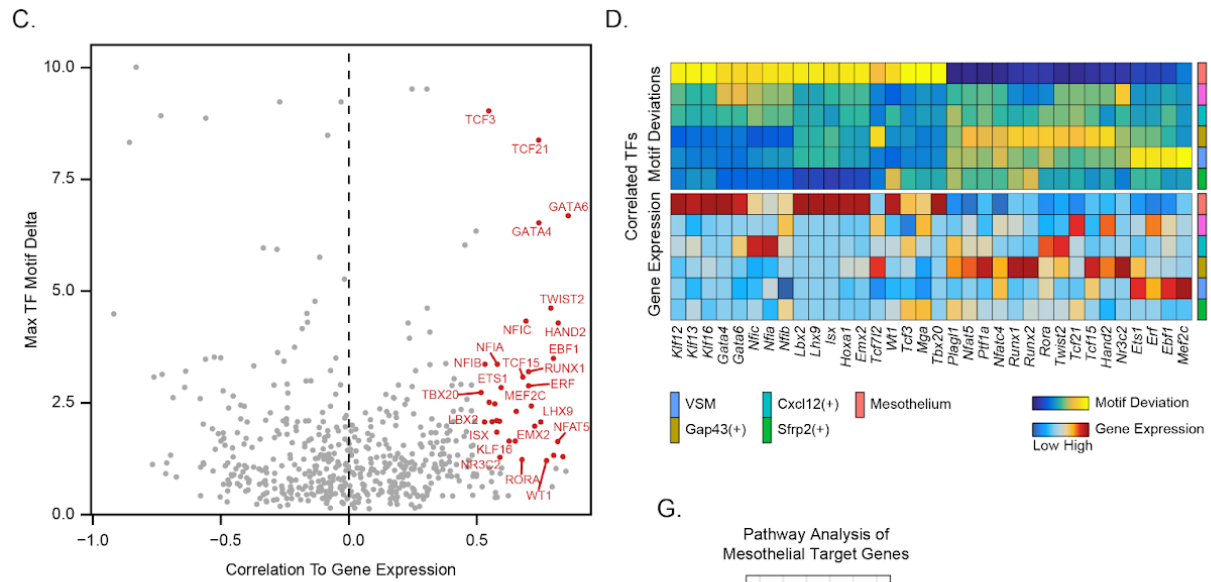 C.
Max TF Motif Delta
10.0
7.5
5.0
2.5
0.0
−1.0
−0.5
0.0
0.5
Correlation To Gene Expression
TCF3
TCF21
GATA6
GATA4
TWIST2
NFIC
HAND2
NFIA
EBF1
NFIB
TCF15
RUNX1
ETS1
ERF
TBX20
MEF2C
LBX2
LHX9
ISX
EMX2
NFAT5
KLF16
NR3C2
RORA
WT1
D.
Correlated TFs
Motif Deviations
Gene Expression
Klf12
Klf13
Klf16
Gata4
Gata6
Nfic
Nfia
Nfib
Lbx2
Lhx9
Isx
Hoxa1
Emx2
Tcf7l2
Wt1
Tcf3
Mga
Tbx20
Plagl1
Nfat5
Ptf1a
Nfatc4
Runx1
Runx2
Rora
Twist2
Tcf21
Tcf15
Hand2
Nr3c2
Ets1
Erf
Ebf1
Mef2c
VSM
Gap43(+)
Cxcl12(+)
Sfrp2(+)
Mesothelium
Motif Deviation
Gene Expression
Low High
G.
Pathway Analysis of
Mesothelial Target Genes